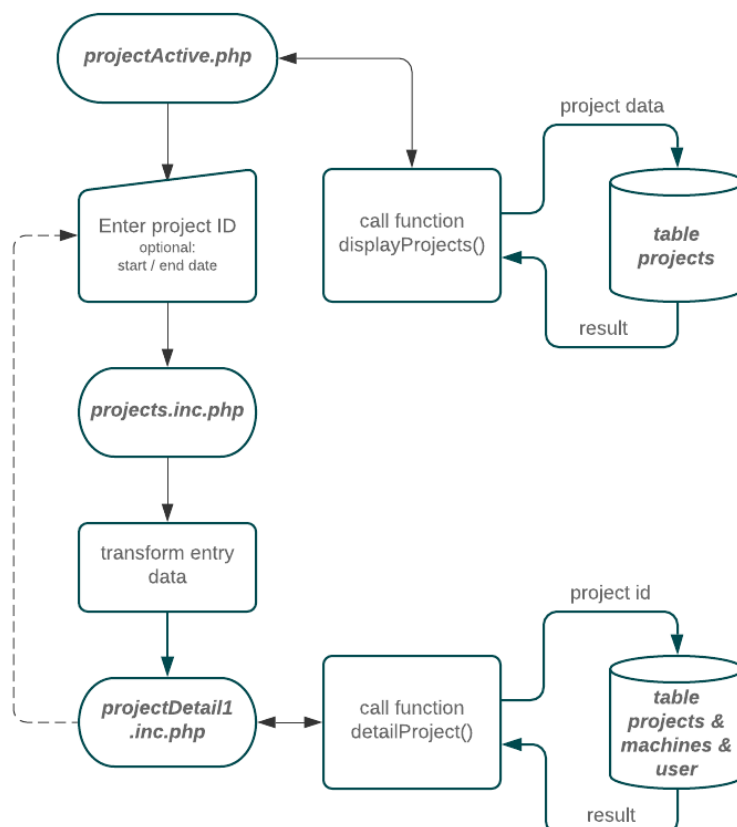 projectActive.php
project data
Enter project ID
optional:
start / end date
call function
displayProjects()
table
projects
result
projects.inc.php
transform entry
data
project id
projectDetail1
.inc.php
call function
detailProject()
table
projects &
machines &
user
result